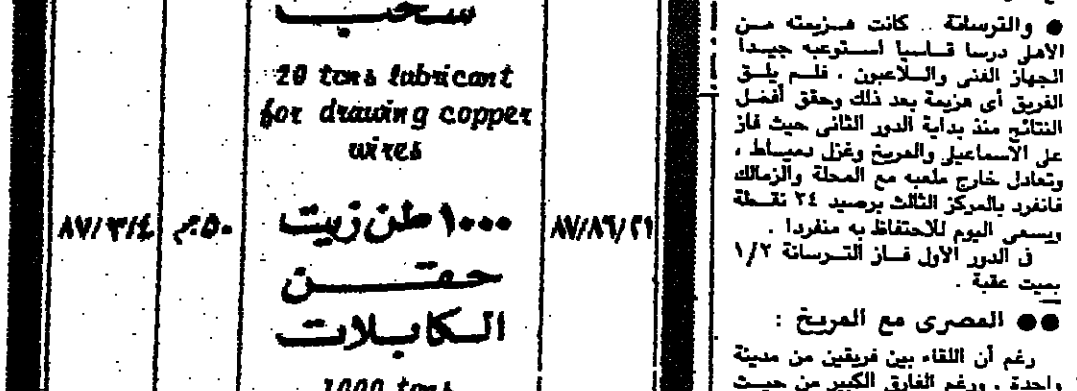 ● والترسانة .. كانت هزيمته من
الاهلى درسا قاسيا استوعبه جيدا
الجهاز الفنى واللاعبون . فلم يلق
الفريق أى هزيمة بعد ذلك وحقق أفضل
النتائج منذ بداية الدور الثانى حيث فاز
على الاسماعيلى والمريخ وغزل دمياط ،
وتعادل خارج ملعبه مع المحلة والزمالك
فانفرد بالمركز الثالث برصيد ٢٤ نقطة
ويسعى اليوم للاحتفاظ به منفردا .
فى الدور الاول فاز الترسانة ١/٢
بميت عقبة .
●● المصرى مع المريخ :
رغم أن اللقاء بين فريقين من مدينة
واحدة .. ورغم الفارق الكبير من حيث
سحب
20 tons lubricant
for drawing copper
wires
٨٧/٨٦/٢١
١٠٠٠ طن زيت
٥٠ جم
٨٧/٣/٤
حقن
الكابلات
1000 tons